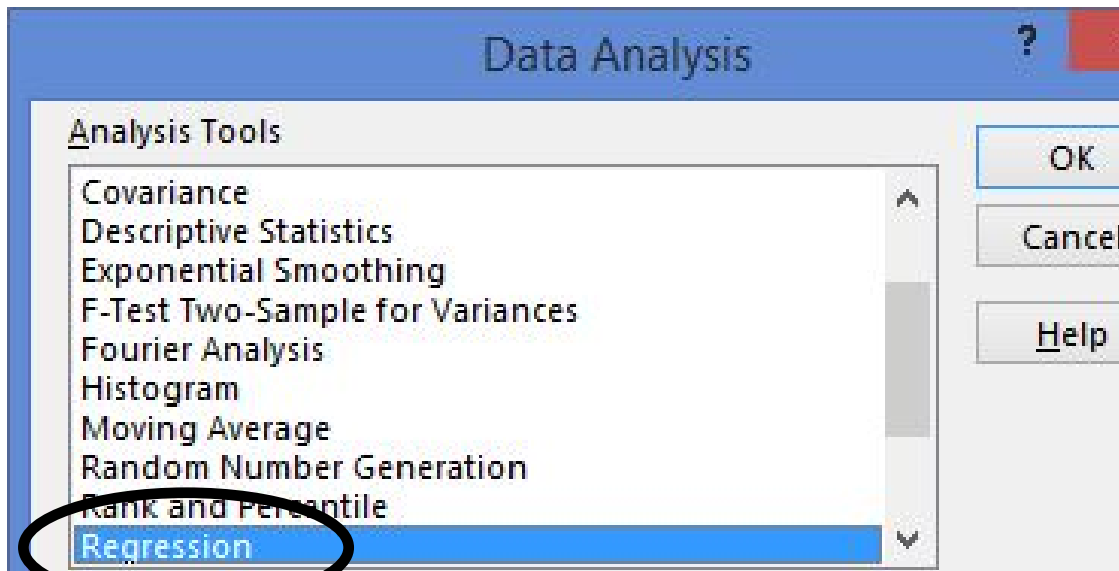 Data Analysis
?
Analysis Tools
Covariance
Descriptive Statistics
Exponential Smoothing
F-Test Two-Sample for Variances
Fourier Analysis
Histogram
Moving Average
Random Number Generation
Rank and Percentile
Regression
OK
Cancel
Help